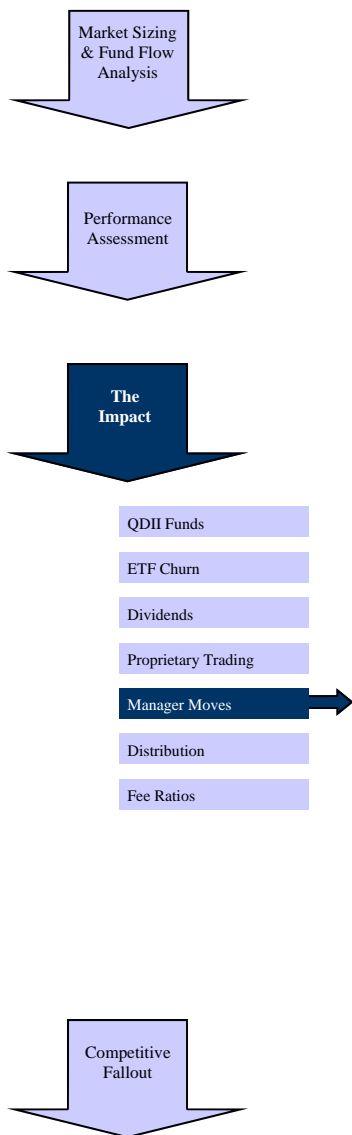 Market Sizing
& Fund Flow
Analysis
Performance
Assessment
The
Impact
QDII Funds
ETF Churn
Dividends
Proprietary Trading
Manager Moves
Distribution
Fee Ratios
Competitive
Fallout